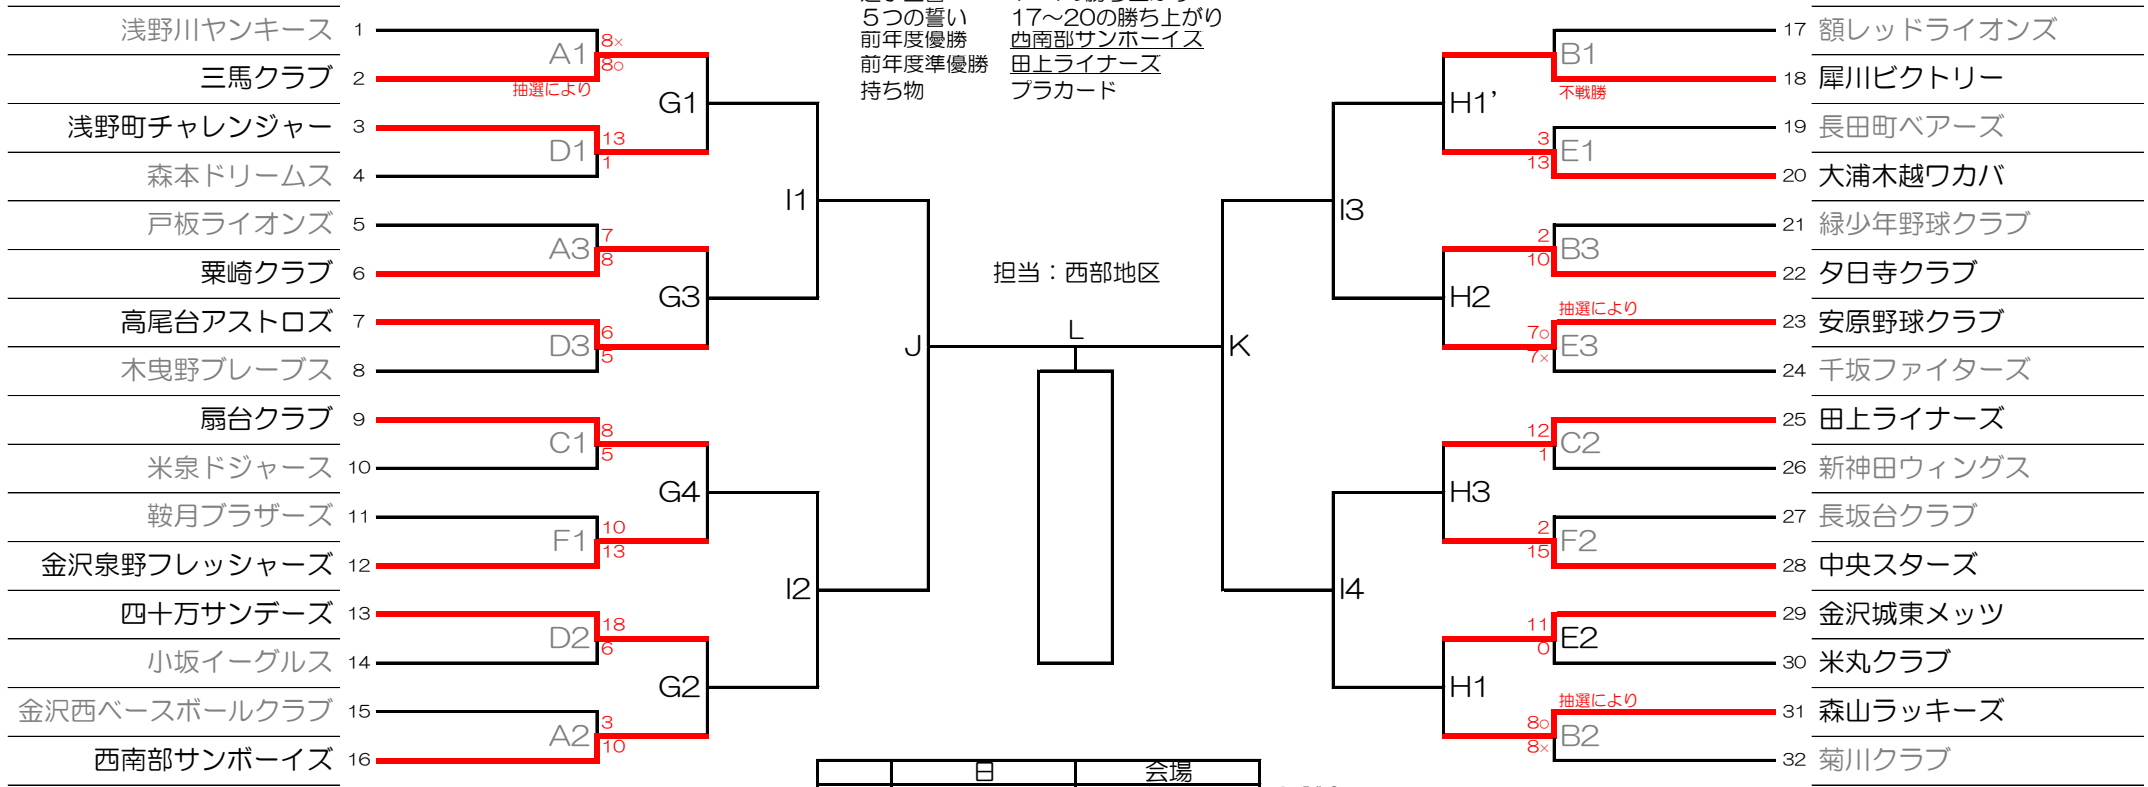 ５つの誓い 17～20の勝ち上がり
前年度優勝 西南部サンボーイズ
前年度準優勝 田上ライナーズ
持ち物 プラカード
浅野川ヤンキース 1
A1 8× 8○
三馬クラブ 2
抽選により
G1
浅野町チャレンジャー 3
D1 13 1
森本ドリームス 4
I1
戸板ライオンズ 5
A3 7 8
粟崎クラブ 6
G3
高尾台アストロズ 7
D3 6 5
木曳野ブレーブス 8
J
扇台クラブ 9
C1 8 5
米泉ドジャース 10
G4
鞍月ブラザーズ 11
F1 10 13
金沢泉野フレッシャーズ 12
I2
四十万サンデーズ 13
D2 18 6
小坂イーグルス 14
G2
金沢西ベースボールクラブ 15
A2 3 10
西南部サンボーイズ 16
担当：西部地区
L
17 額レッドライオンズ
B1
18 犀川ビクトリー
不戦勝
H1’
19 長田町ベアーズ
3 13 E1
20 大浦木越ワカバ
I3
21 緑少年野球クラブ
2 10 B3
22 夕日寺クラブ
H2
抽選により
23 安原野球クラブ
7○ 7× E3
24 千坂ファイターズ
K
25 田上ライナーズ
12 1 C2
26 新神田ウィングス
H3
27 長坂台クラブ
2 15 F2
28 中央スターズ
I4
29 金沢城東メッツ
11 0 E2
30 米丸クラブ
H1
抽選により
31 森山ラッキーズ
8○ 8× B2
32 菊川クラブ
日 会場